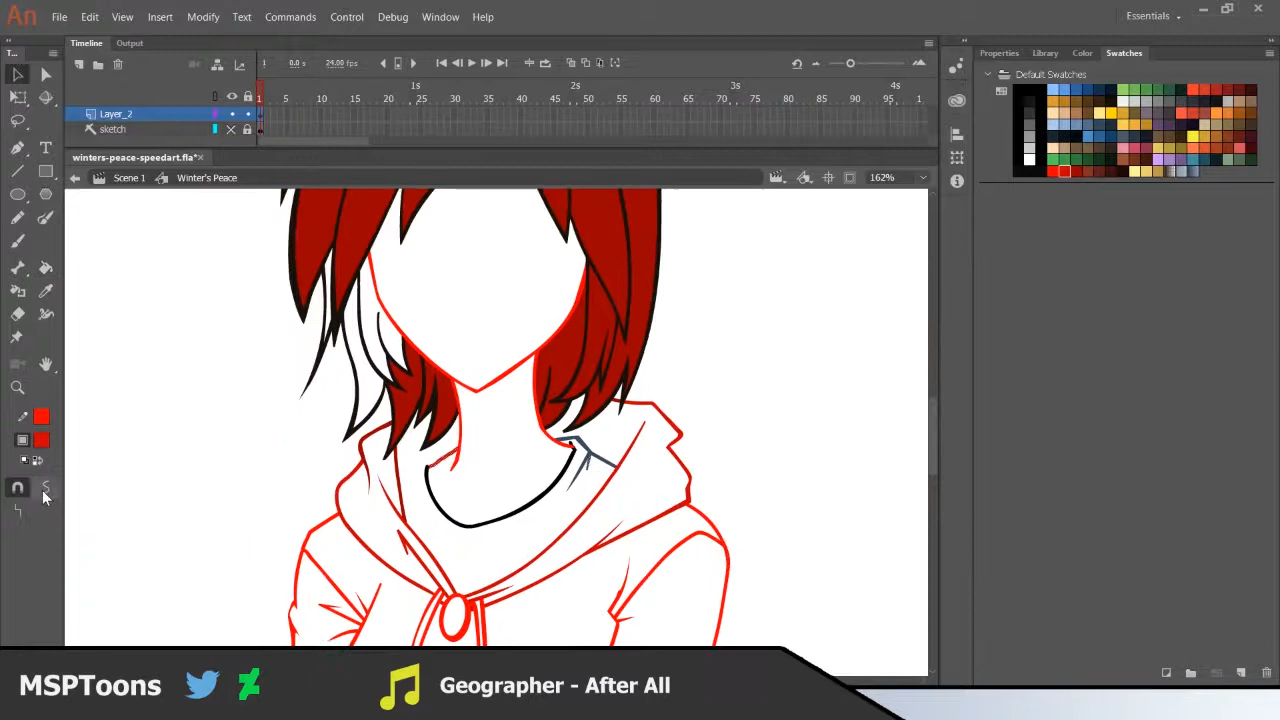 An File Edit View Insert Modify Text Commands Control Debug Window Help Essentials
T... Timeline Output Properties Library Color Swatches
1 0.0 s 24.00 fps Default Swatches
1s 2s 3s 4s
1 5 10 15 20 25 30 35 40 45 50 55 60 65 70 75 80 85 90 95 1
Layer_2
sketch
winters-peace-speedart.fla*
Scene 1 Winter's Peace 162%
MSPToons Geographer - After All